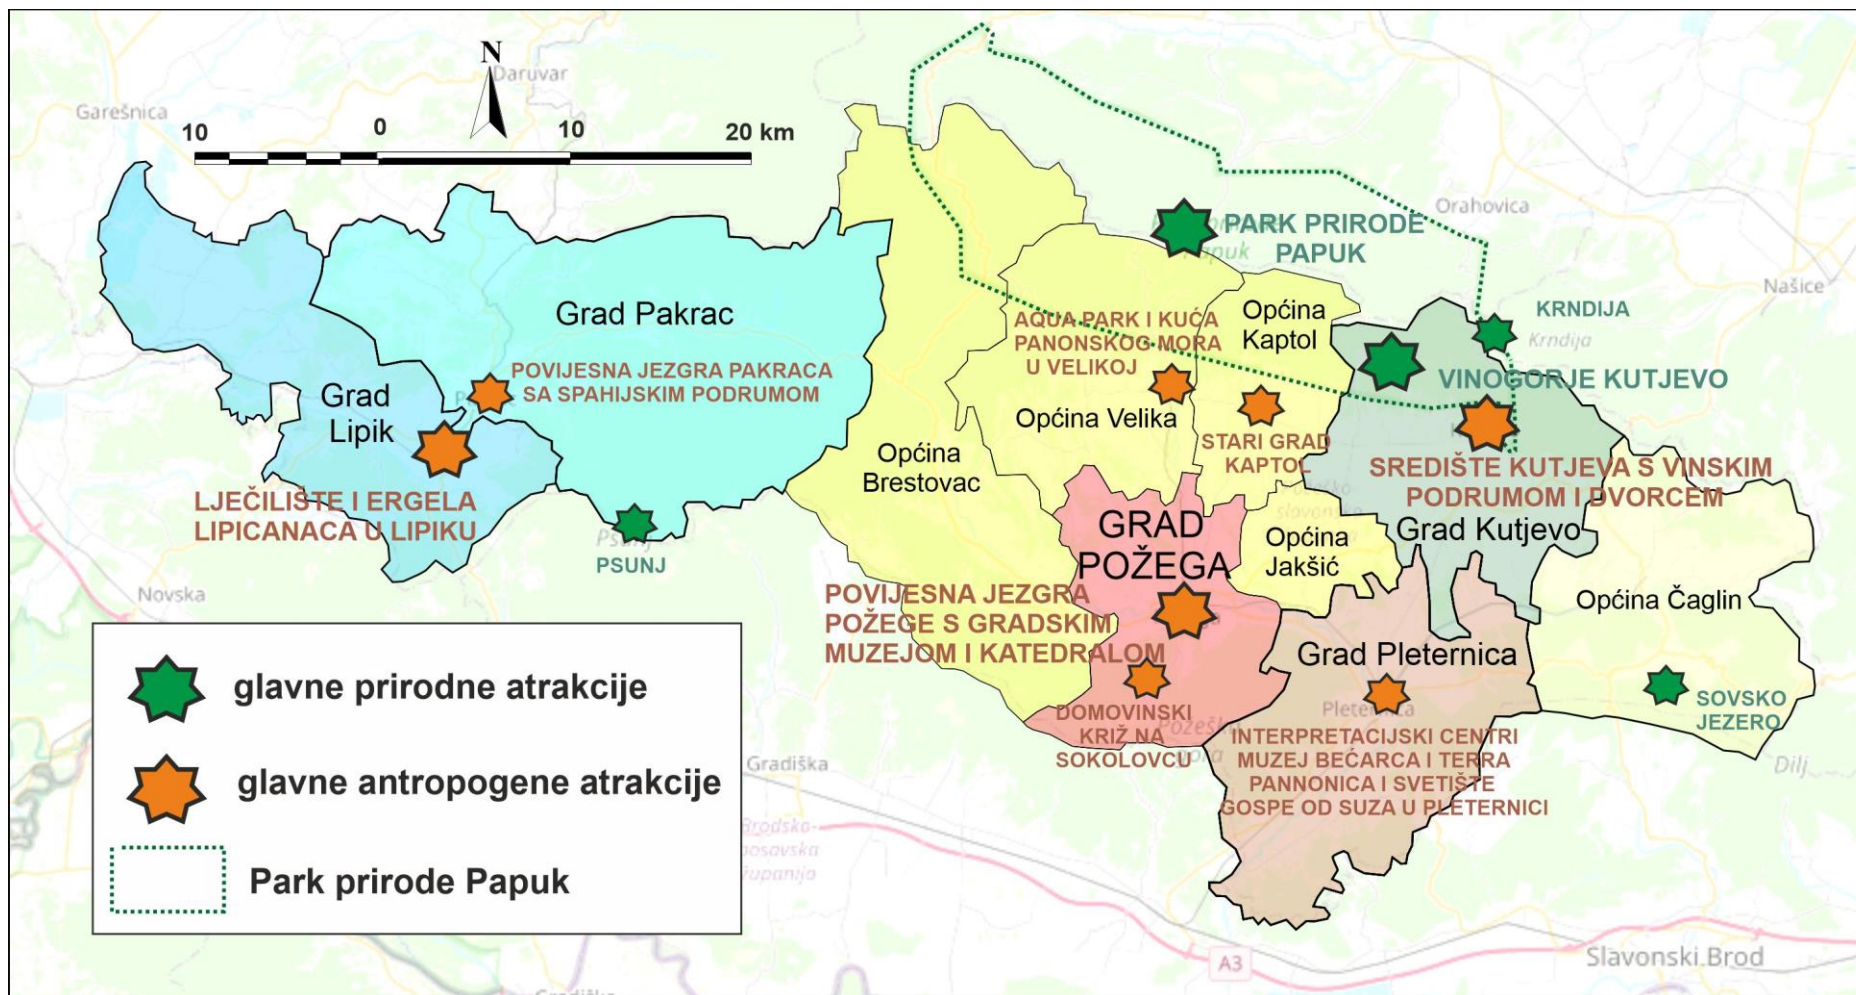 N
Daruvar
Garešnica
10 0 10 20 km
Orahovica
PARK PRIRODE
PAPUK
Našice
Grad Pakrac
AQUA PARK I KUĆA
PANONSKOG MORA
U VELIKOJ
Općina
Kaptol
KRNDIJA
Krndija
VINOGORJE KUTJEVO
POVIJESNA JEZGRA PAKRACA
SA SPAHIJSKIM PODRUMOM
Grad
Lipik
Općina Velika
STARI GRAD
KAPTOL
Općina
Brestovac
SREDIŠTE KUTJEVA S VINSKIM
PODRUMOM I DVORCEM
LJEČILIŠTE I ERGELA
LIPICANACA U LIPIKU
Psunj
PSUNJ
GRAD
POŽEGA
Općina
Jakšić
Grad Kutjevo
Novska
POVIJESNA JEZGRA
POŽEGE S GRADSKIM
MUZEJOM I KATEDRALOM
Općina Čaglin
Grad Pleternica
Pleternica
SOVSKO
JEZERO
DOMOVINSKI
KRIŽ NA
SOKOLOVCU
INTERPRETACIJSKI CENTRI
MUZEJ BEĆARCA I TERRA
PANNONICA I SVETIŠTE
GOSPE OD SUZA U PLETERNICI
Gradiška
Dilj
Brodsko-
posavska
županija
glavne prirodne atrakcije
glavne antropogene atrakcije
Park prirode Papuk
A3
Slavonski Brod